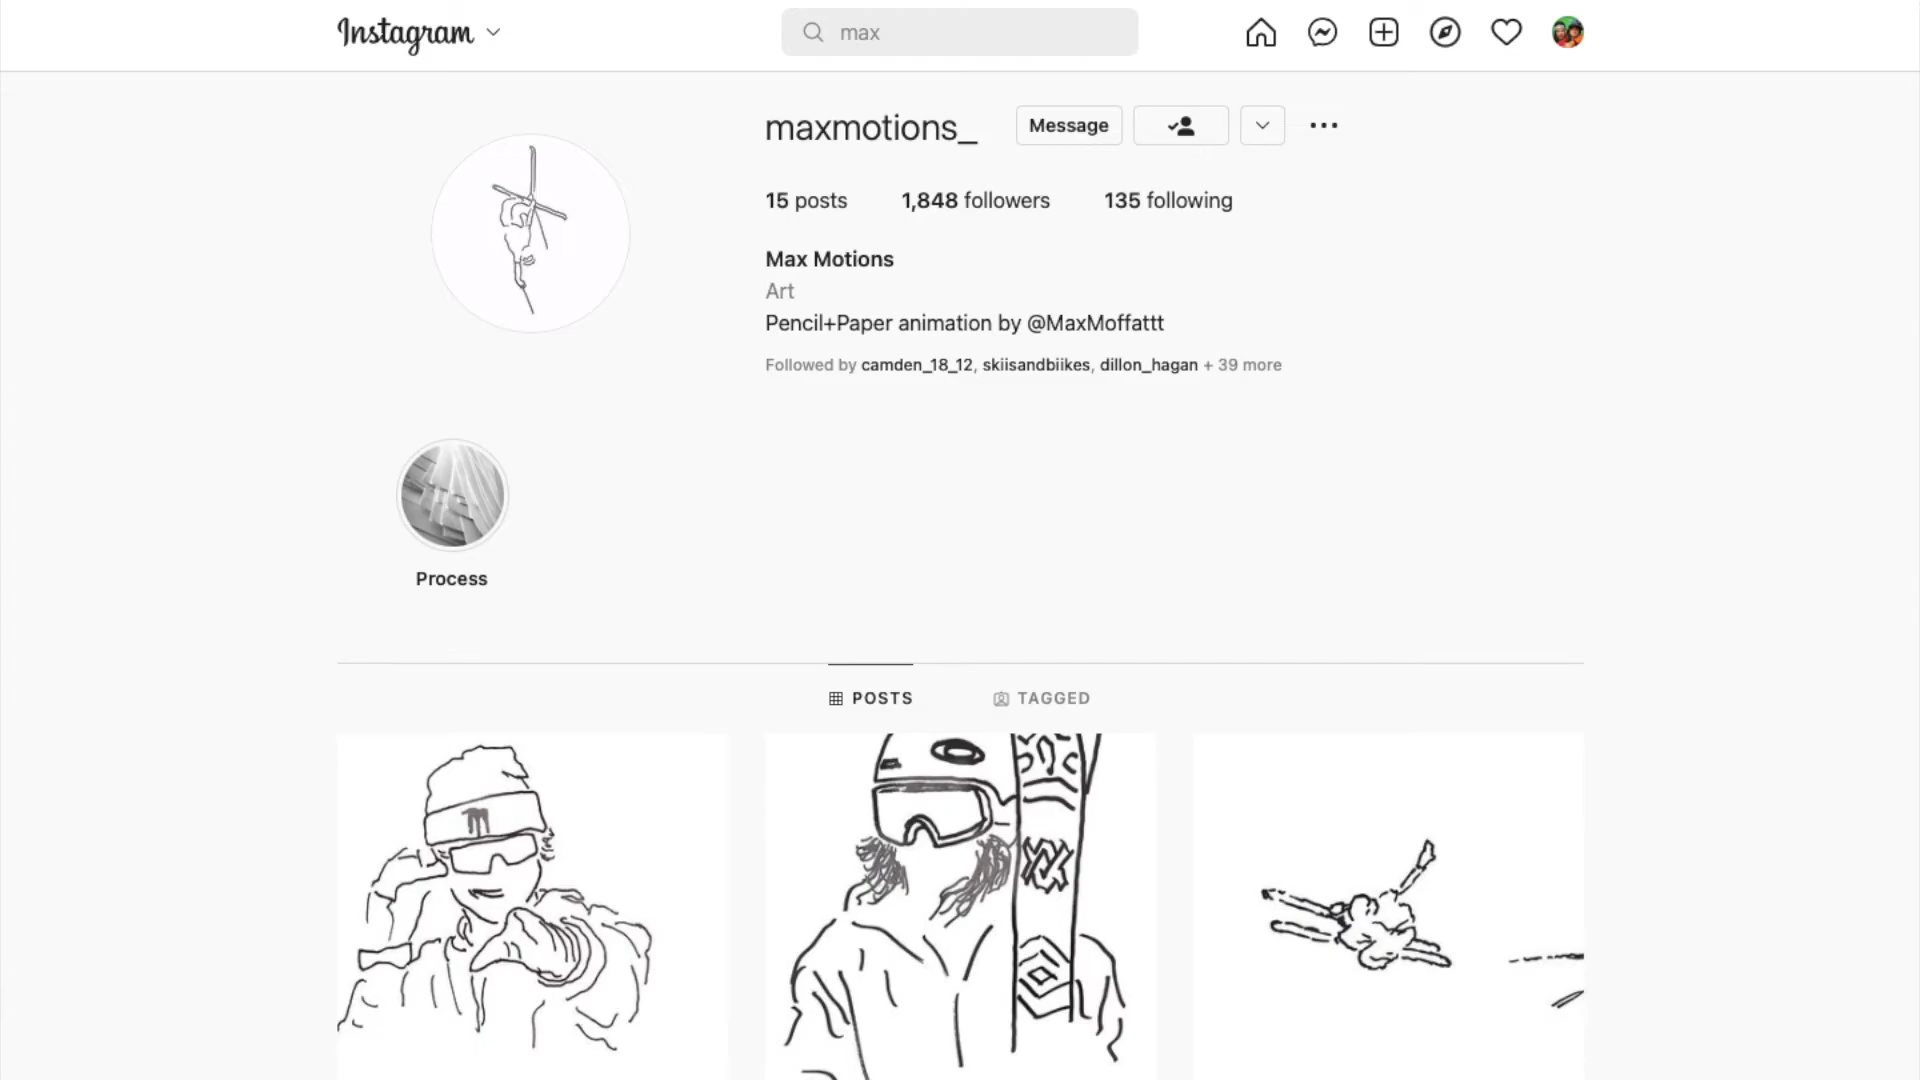 Instagram
max
maxmotions_
Message
15 posts 1,848 followers 135 following
Max Motions
Art
Pencil+Paper animation by @MaxMoffattt
Followed by camden_18_12, skiisandbiikes, dillon_hagan + 39 more
Process
POSTS TAGGED